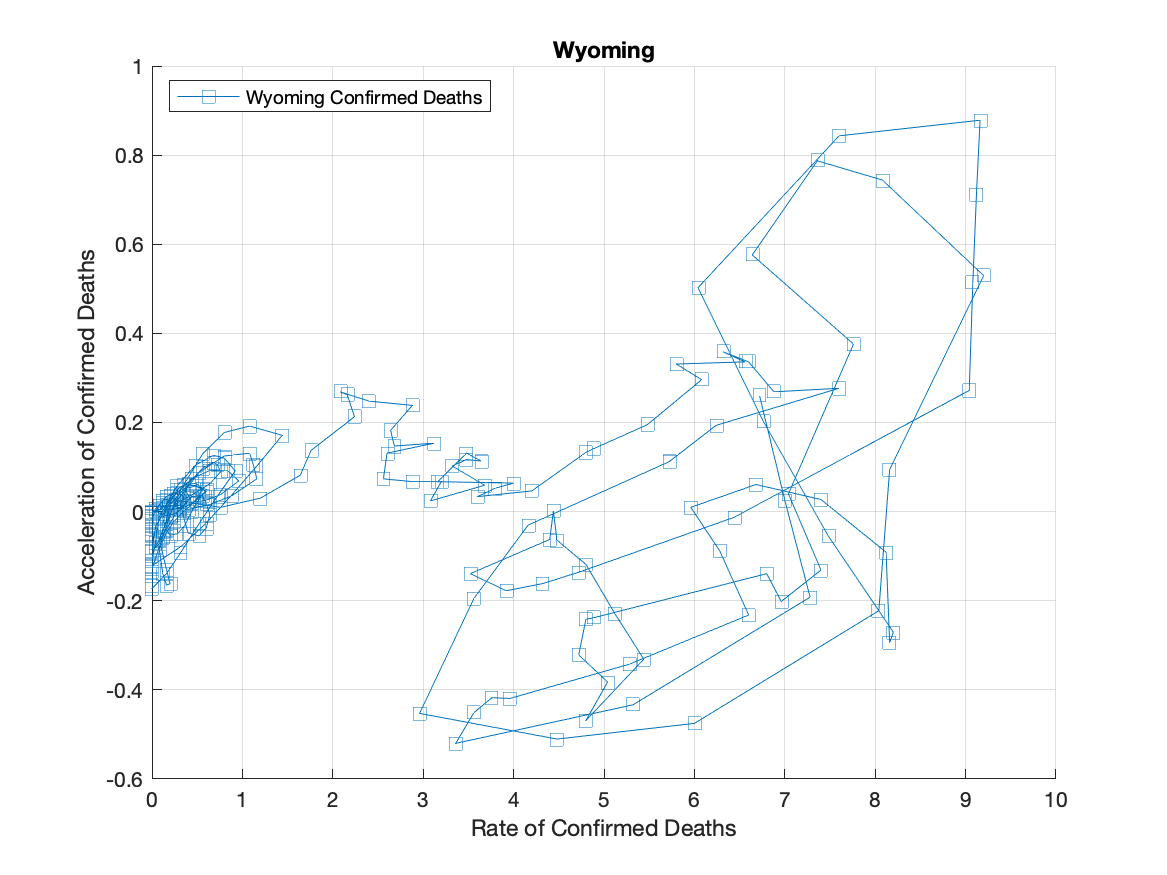 Wyoming
Wyoming Confirmed Deaths
1
0.8
0.6
0.4
0.2
0
-0.2
-0.4
-0.6
Acceleration of Confirmed Deaths
0 1 2 3 4 5 6 7 8 9 10
Rate of Confirmed Deaths